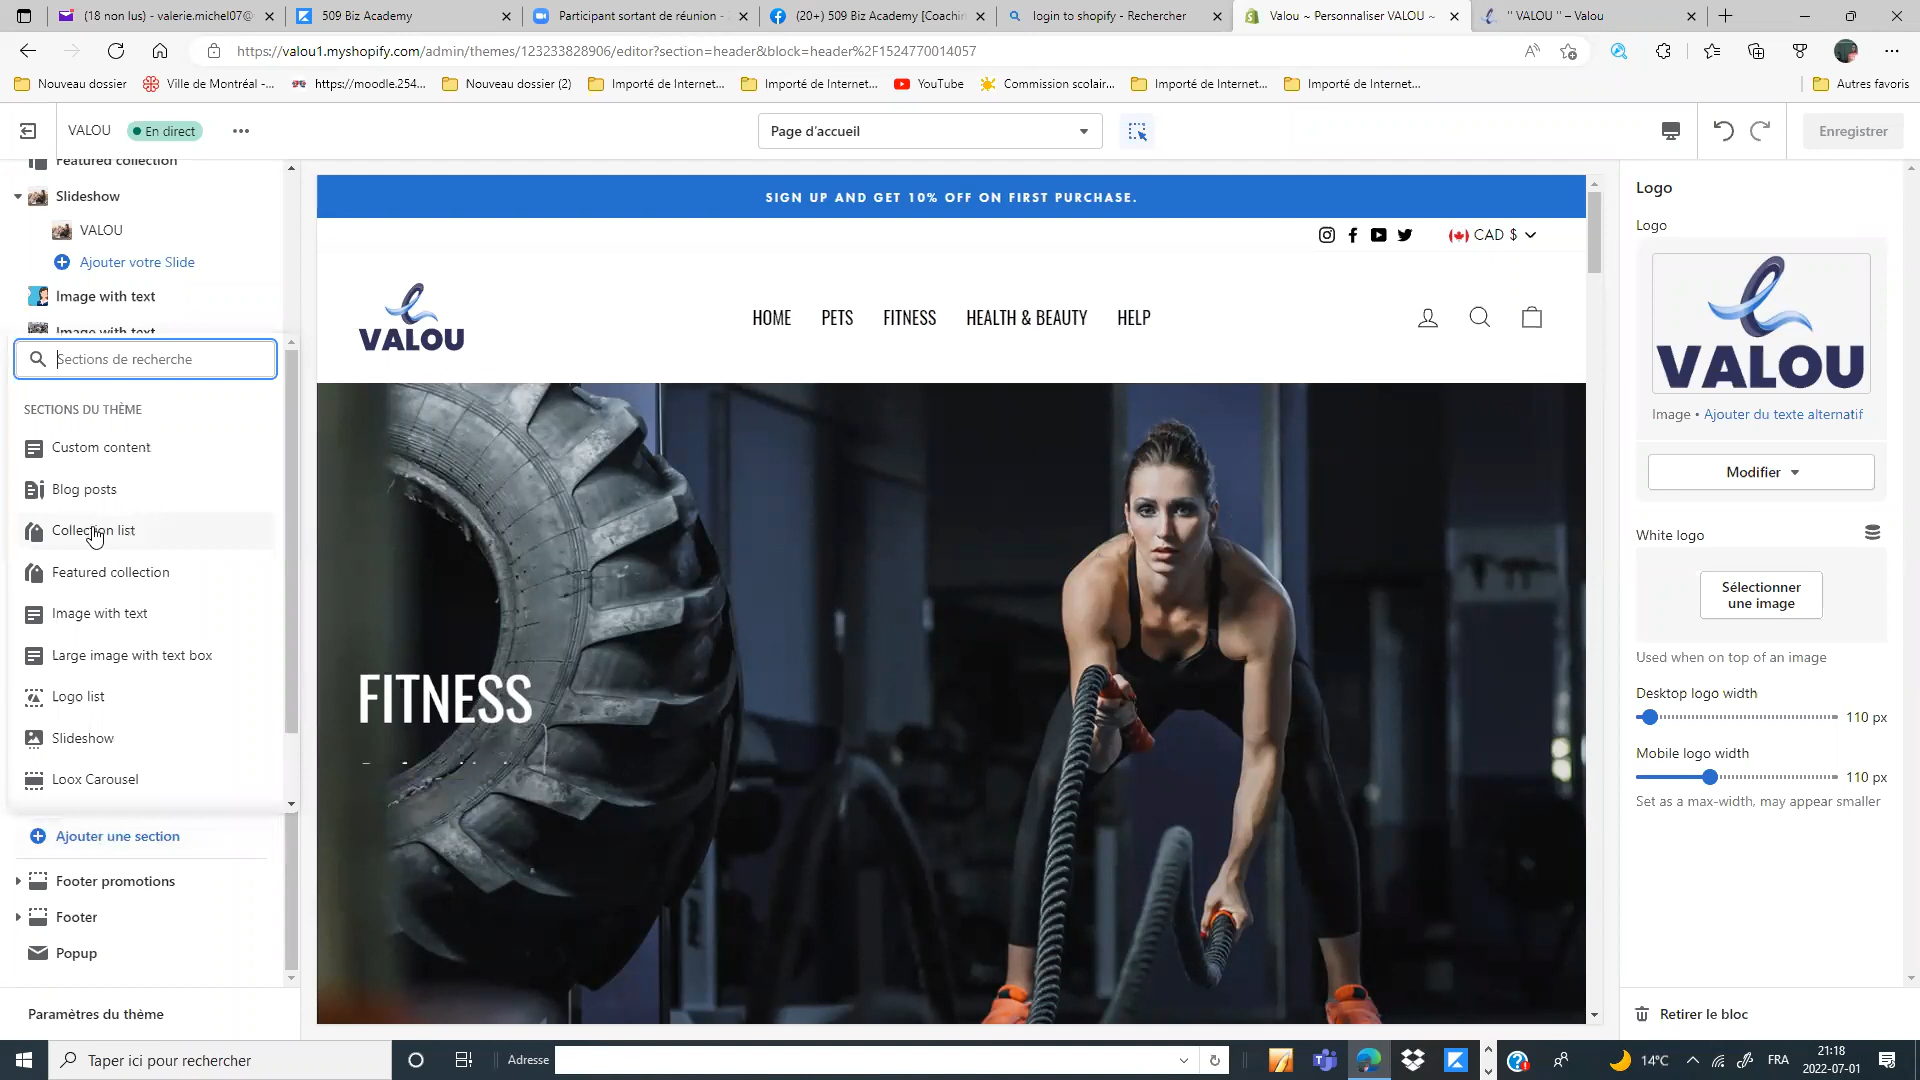 (18 non lus) - valerie.michel07@
509 Biz Academy
Participant sortant de réunion -
(20+) 509 Biz Academy [Coachin
login to shopify - Rechercher
Valou ~ Personnaliser VALOU ~
'' VALOU '' – Valou
https://valou1.myshopify.com/admin/themes/123233828906/editor?section=header&block=header%2F1524770014057
Nouveau dossier
Ville de Montréal -...
https://moodle.254...
Nouveau dossier (2)
Importé de Internet...
Importé de Internet...
YouTube
Commission scolair...
Importé de Internet...
Importé de Internet...
Autres favoris
VALOU
En direct
Page d'accueil
Enregistrer
Featured collection
Slideshow
VALOU
Ajouter votre Slide
Image with text
Image with text
Sections de recherche
SECTIONS DU THÈME
Custom content
Blog posts
Collection list
Featured collection
Image with text
Large image with text box
Logo list
Slideshow
Loox Carousel
Ajouter une section
Footer promotions
Footer
Popup
Paramètres du thème
SIGN UP AND GET 10% OFF ON FIRST PURCHASE.
CAD $
VALOU
HOME PETS FITNESS HEALTH & BEAUTY HELP
FITNESS
Logo
Logo
VALOU
Image • Ajouter du texte alternatif
Modifier
White logo
Sélectionner
une image
Used when on top of an image
Desktop logo width
110 px
Mobile logo width
110 px
Set as a max-width, may appear smaller
Retirer le bloc
Taper ici pour rechercher
Adresse
14°C
FRA
21:18
2022-07-01